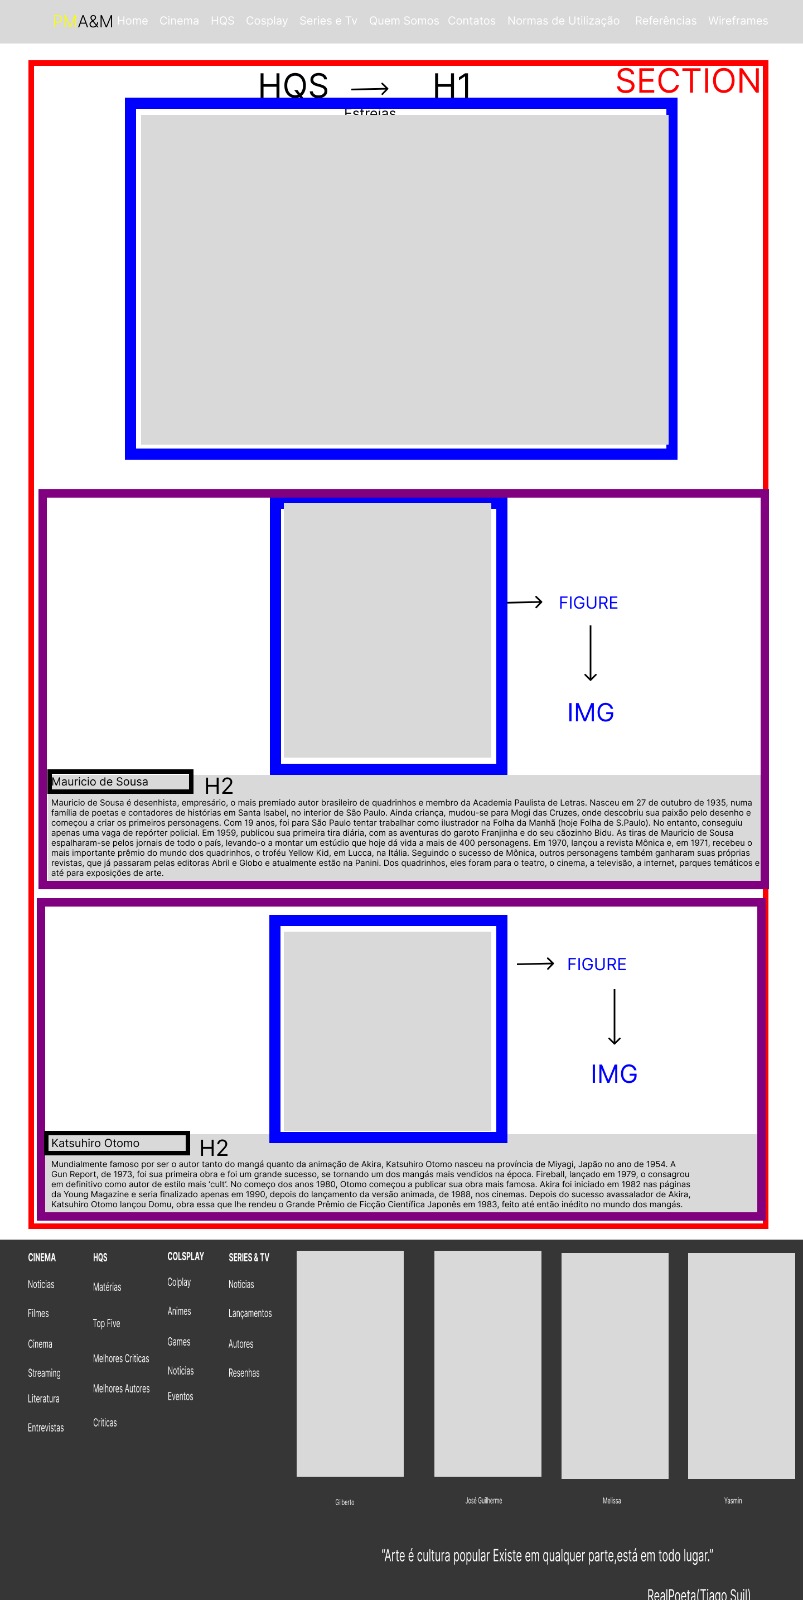 PMA&M Home Cinema HQS Cosplay Series e Tv Quem Somos Contatos Normas de Utilização Referências Wireframes
SECTION
HQS H1
Estreias
FIGURE
IMG
Mauricio de Sousa H2
Mauricio de Sousa é desenhista, empresário, o mais premiado autor brasileiro de quadrinhos e membro da Academia Paulista de Letras. Nasceu em 27 de outubro de 1935, numa
família de poetas e contadores de histórias em Santa Isabel, no interior de São Paulo. Ainda criança, mudou-se para Mogi das Cruzes, onde descobriu sua paixão pelo desenho e
começou a criar os primeiros personagens. Com 19 anos, foi para São Paulo tentar trabalhar como ilustrador na Folha da Manhã (hoje Folha de S.Paulo). No entanto, conseguiu
apenas uma vaga de repórter policial. Em 1959, publicou sua primeira tira diária, com as aventuras do garoto Franjinha e do seu cãozinho Bidu. As tiras de Mauricio de Sousa
espalharam-se pelos jornais de todo o país, levando-o a montar um estúdio que hoje dá vida a mais de 400 personagens. Em 1970, lançou a revista Mônica e, em 1971, recebeu o
mais importante prêmio do mundo dos quadrinhos, o troféu Yellow Kid, em Lucca, na Itália. Seguindo o sucesso de Mônica, outros personagens também ganharam suas próprias
revistas, que já passaram pelas editoras Abril e Globo e atualmente estão na Panini. Dos quadrinhos, eles foram para o teatro, o cinema, a televisão, a internet, parques temáticos e
até para exposições de arte.
FIGURE
IMG
Katsuhiro Otomo H2
Mundialmente famoso por ser o autor tanto do mangá quanto da animação de Akira, Katsuhiro Otomo nasceu na província de Miyagi, Japão no ano de 1954. A
Gun Report, de 1973, foi sua primeira obra e foi um grande sucesso, se tornando um dos mangás mais vendidos na época. Fireball, lançado em 1979, o consagrou
em definitivo como autor de estilo mais 'cult'. No começo dos anos 1980, Otomo começou a publicar sua obra mais famosa. Akira foi iniciado em 1982 nas páginas
da Young Magazine e seria finalizado apenas em 1990, depois do lançamento da versão animada, de 1988, nos cinemas. Depois do sucesso avassalador de Akira,
Katsuhiro Otomo lançou Domu, obra essa que lhe rendeu o Grande Prêmio de Ficção Científica Japonês em 1983, feito até então inédito no mundo dos mangás.
CINEMA
Noticias
Filmes
Cinema
Streaming
Literatura
Entrevistas
HQS
Matérias
Top Five
Melhores Criticas
Melhores Autores
Criticas
COLSPLAY
Colplay
Animes
Games
Noticias
Eventos
SERIES & TV
Noticias
Lançamentos
Autores
Resenhas
Gilberto
José Guilherme
Melissa
Yasmin
"Arte é cultura popular Existe em qualquer parte,está em todo lugar."
RealPoeta(Tiago Suil)